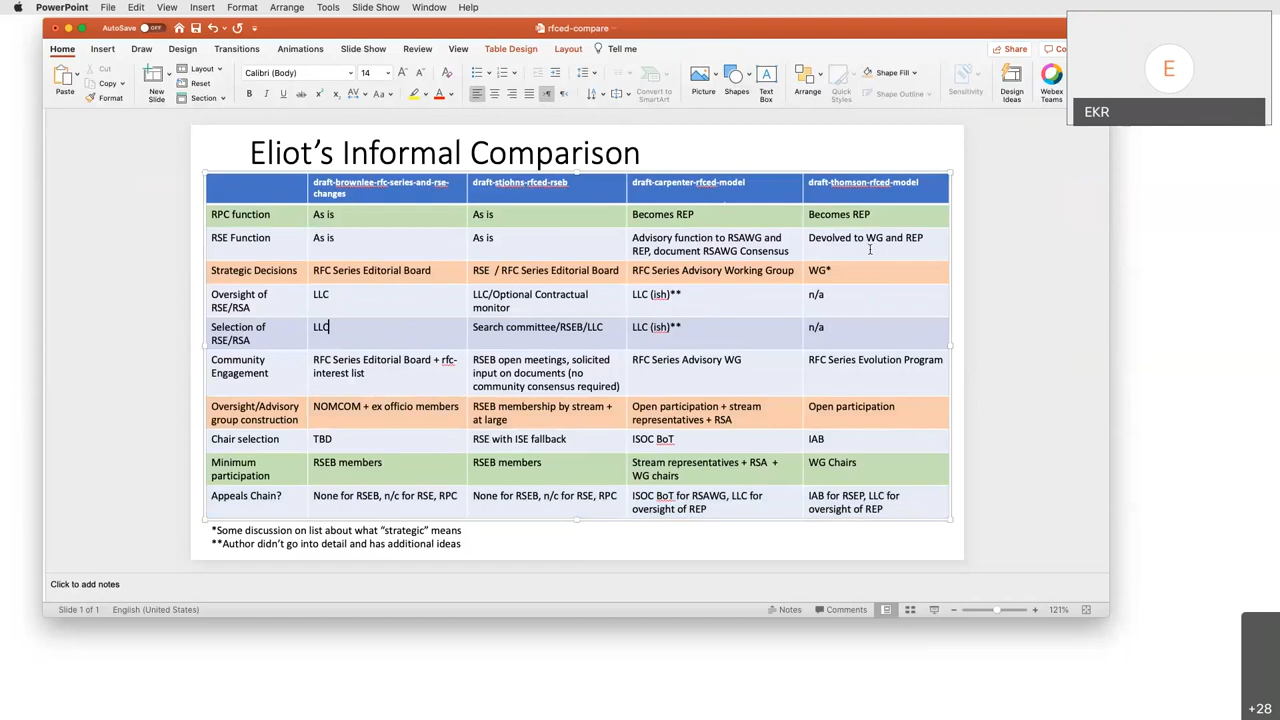 PowerPoint File Edit View Insert Format Arrange Tools Slide Show Window Help
AutoSave OFF rfced-compare
Home Insert Draw Design Transitions Animations Slide Show Review View Table Design Layout Tell me Share Co
Paste Cut Copy Format New Slide Layout Reset Section Calibri (Body) 14 Convert to SmartArt Picture Shapes Text Box Arrange Quick Styles Shape Fill Shape Outline Sensitivity Design Ideas Webex Teams
E
EKR
Eliot's Informal Comparison
draft-brownlee-rfc-series-and-rse-changes draft-stjohns-rfced-rseb draft-carpenter-rfced-model draft-thomson-rfced-model
RPC function As is As is Becomes REP Becomes REP
RSE Function As is As is Advisory function to RSAWG and REP, document RSAWG Consensus Devolved to WG and REP
Strategic Decisions RFC Series Editorial Board RSE / RFC Series Editorial Board RFC Series Advisory Working Group WG*
Oversight of RSE/RSA LLC LLC/Optional Contractual monitor LLC (ish)** n/a
Selection of RSE/RSA LLC Search committee/RSEB/LLC LLC (ish)** n/a
Community Engagement RFC Series Editorial Board + rfc-interest list RSEB open meetings, solicited input on documents (no community consensus required) RFC Series Advisory WG RFC Series Evolution Program
Oversight/Advisory group construction NOMCOM + ex officio members RSEB membership by stream + at large Open participation + stream representatives + RSA Open participation
Chair selection TBD RSE with ISE fallback ISOC BoT IAB
Minimum participation RSEB members RSEB members Stream representatives + RSA + WG chairs WG Chairs
Appeals Chain? None for RSEB, n/c for RSE, RPC None for RSEB, n/c for RSE, RPC ISOC BoT for RSAWG, LLC for oversight of REP IAB for RSEP, LLC for oversight of REP
*Some discussion on list about what "strategic" means
**Author didn't go into detail and has additional ideas
Click to add notes
Slide 1 of 1 English (United States) Notes Comments 121%
+28